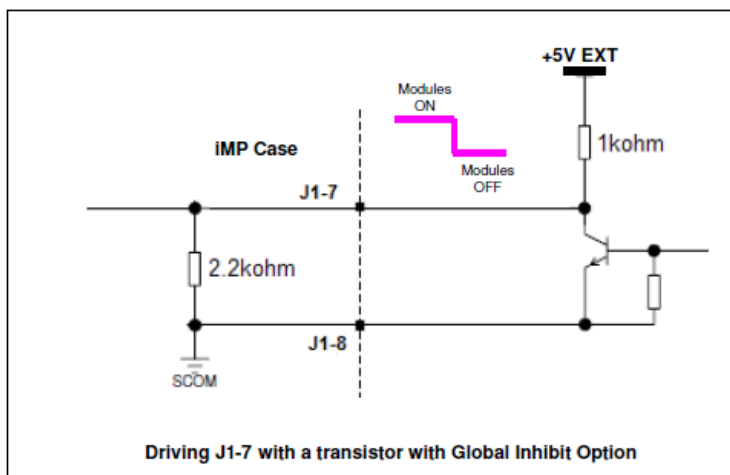 +5V EXT
Modules
ON
iMP Case
1kohm
Modules
OFF
J1-7
2.2kohm
J1-8
SCOM
Driving J1-7 with a transistor with Global Inhibit Option